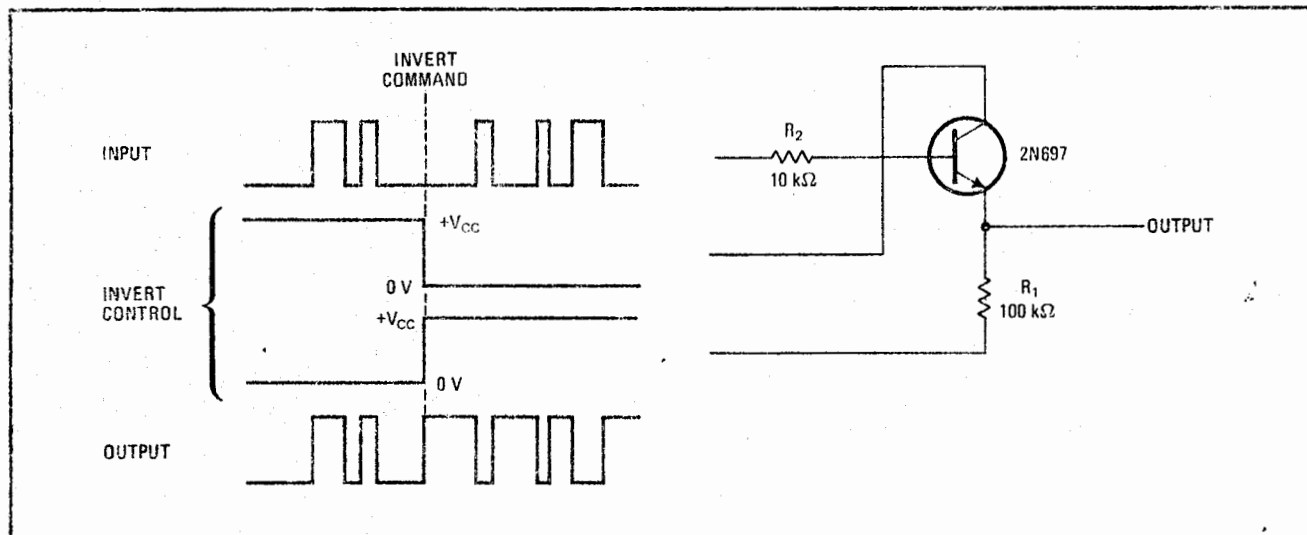 INVERT
COMMAND
INPUT
+VCC
0 V
INVERT
CONTROL
+VCC
0 V
OUTPUT
R2
10 kΩ
2N697
OUTPUT
R1
100 kΩ